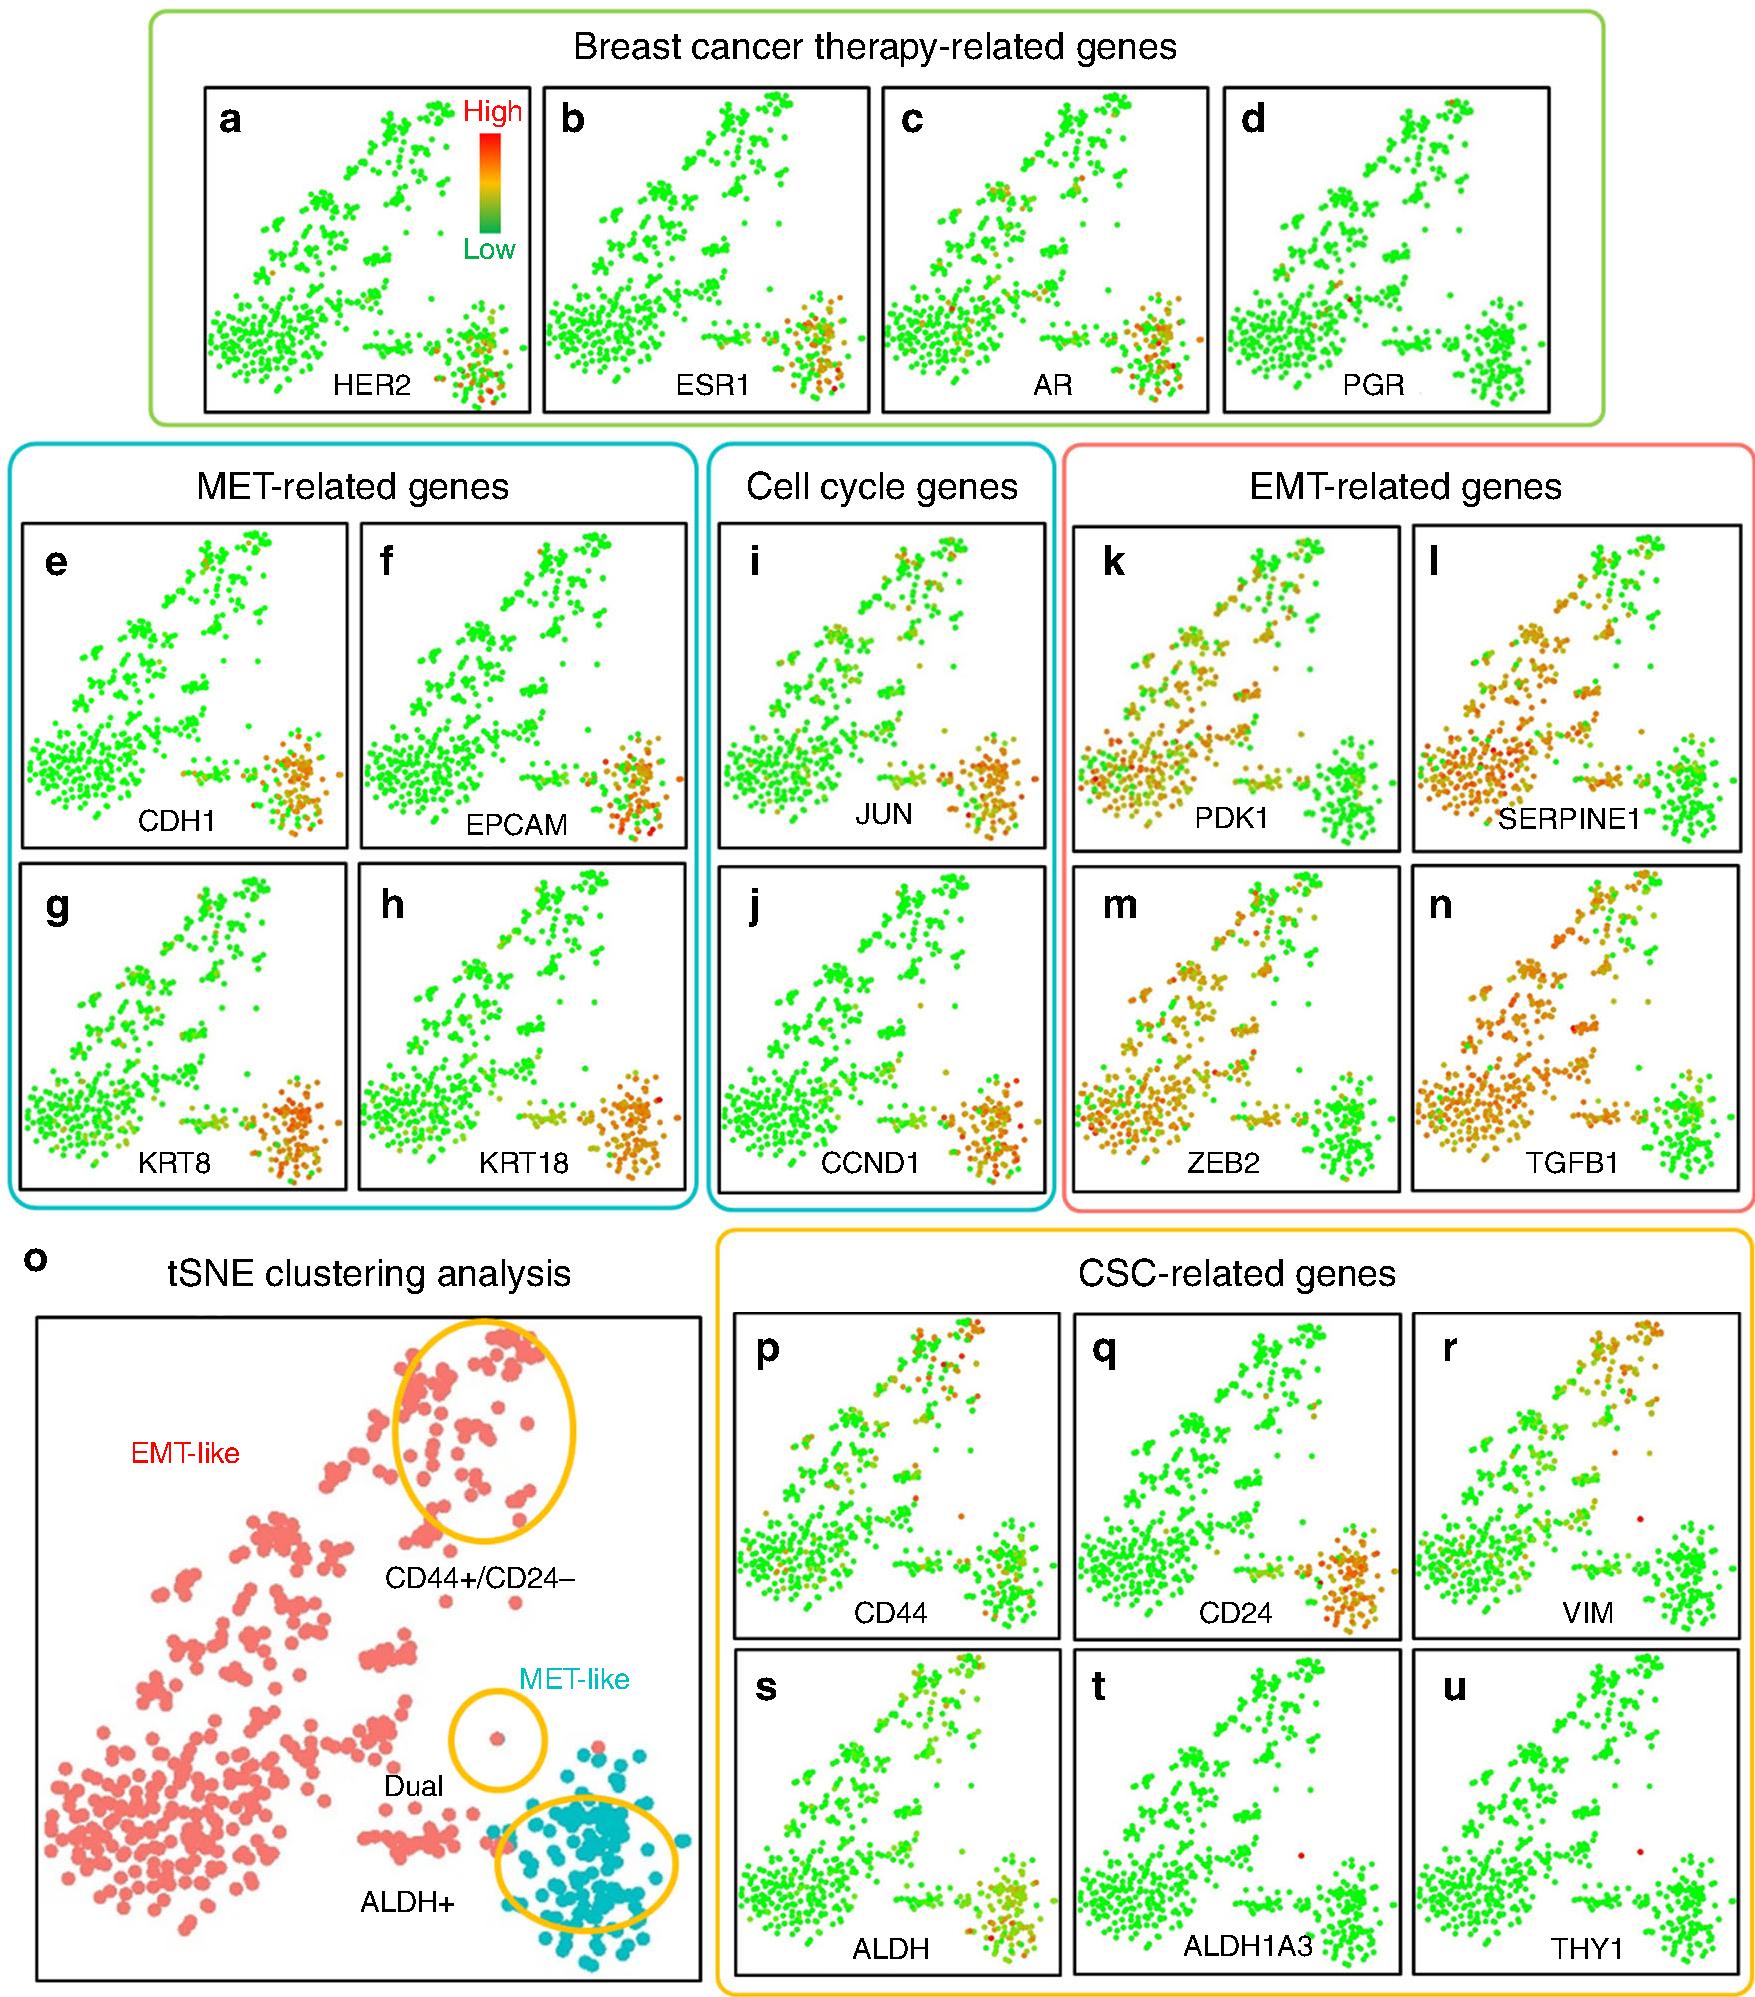 Breast cancer therapy-related genes
a
High
Low
HER2
b
ESR1
c
AR
d
PGR
MET-related genes
e
CDH1
f
EPCAM
g
KRT8
h
KRT18
Cell cycle genes
i
JUN
j
CCND1
EMT-related genes
k
PDK1
l
SERPINE1
m
ZEB2
n
TGFB1
o
tSNE clustering analysis
EMT-like
CD44+/CD24–
MET-like
Dual
ALDH+
CSC-related genes
p
CD44
q
CD24
r
VIM
s
ALDH
t
ALDH1A3
u
THY1